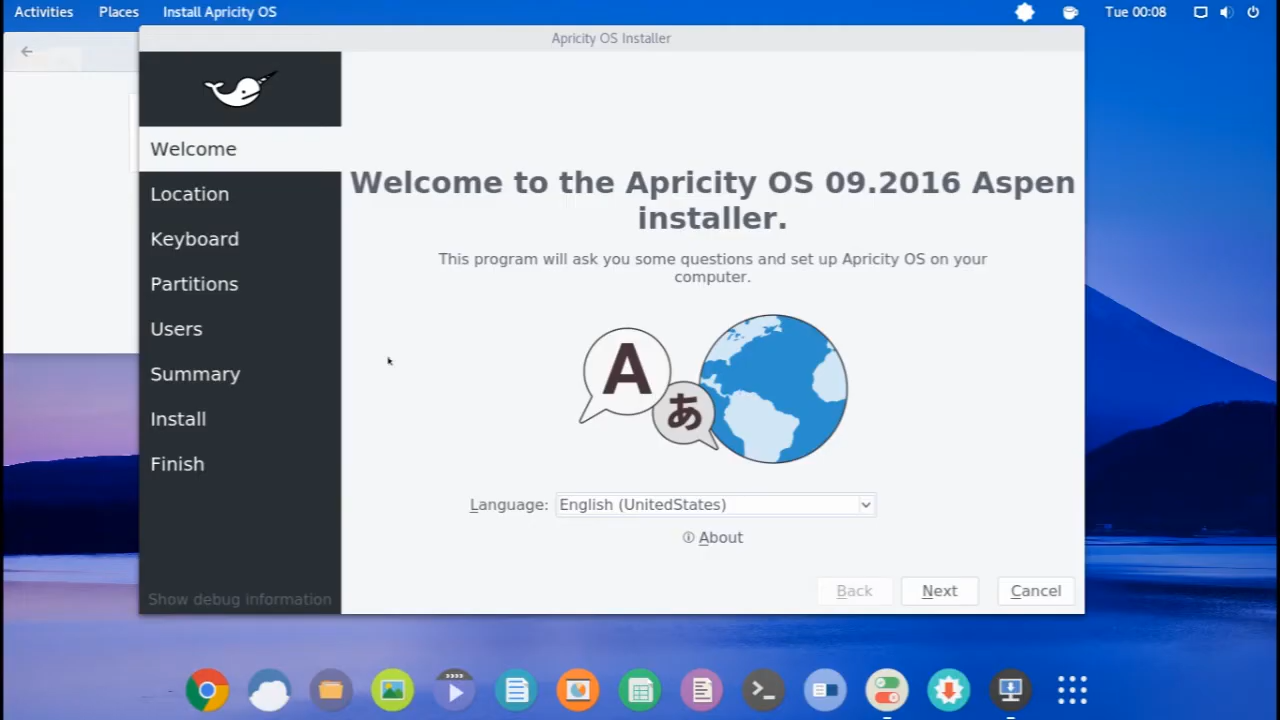 Activities Places Install Apricity OS Tue 00:08
Apricity OS Installer
Welcome
Location
Keyboard
Partitions
Users
Summary
Install
Finish
Show debug information
Welcome to the Apricity OS 09.2016 Aspen
installer.
This program will ask you some questions and set up Apricity OS on your
computer.
A
あ
Language: English (UnitedStates)
About
Back Next Cancel